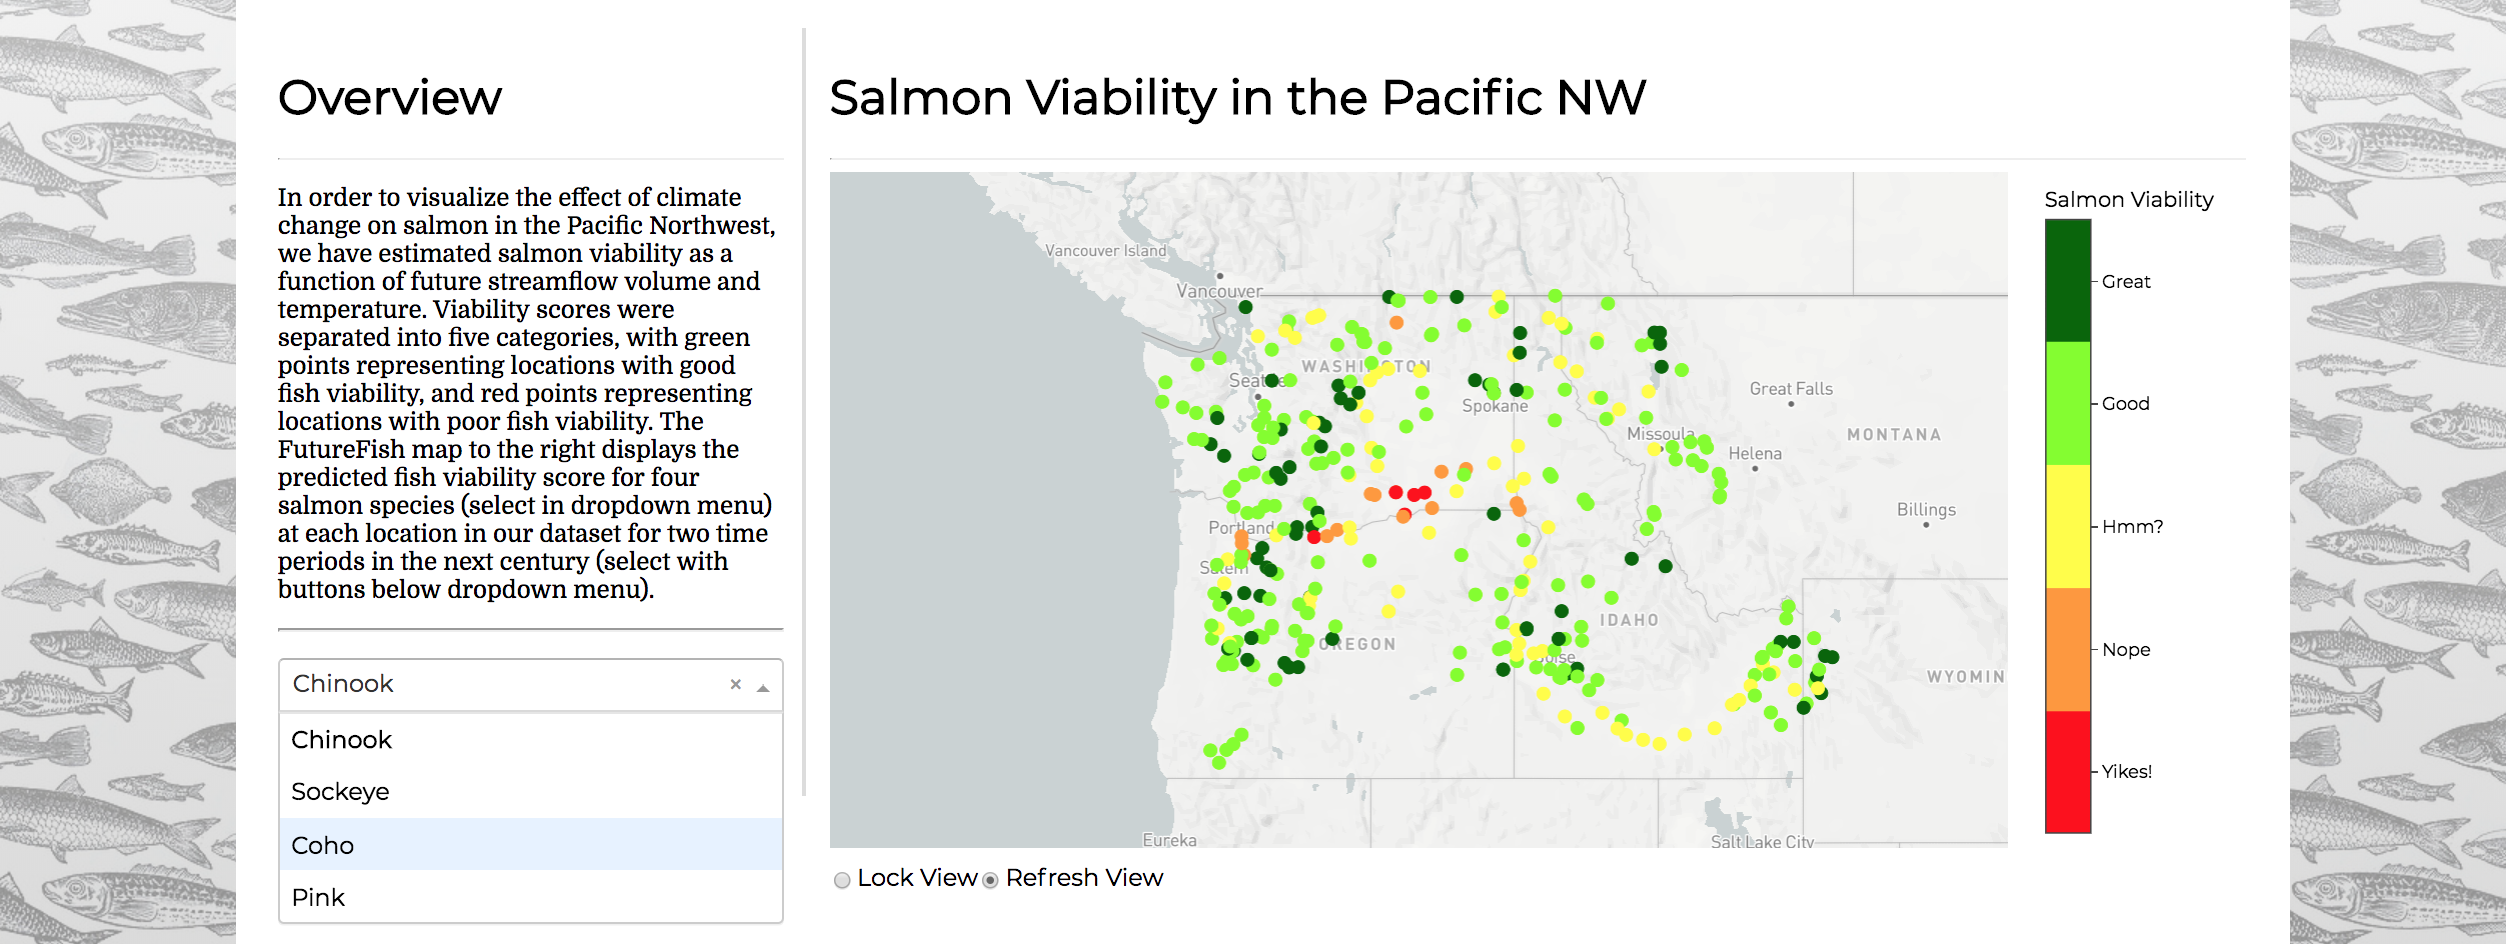 Overview
In order to visualize the effect of climate
change on salmon in the Pacific Northwest,
we have estimated salmon viability as a
function of future streamflow volume and
temperature. Viability scores were
separated into five categories, with green
points representing locations with good
fish viability, and red points representing
locations with poor fish viability. The
FutureFish map to the right displays the
predicted fish viability score for four
salmon species (select in dropdown menu)
at each location in our dataset for two time
periods in the next century (select with
buttons below dropdown menu).
Chinook ×
Chinook
Sockeye
Coho
Pink
Salmon Viability in the Pacific NW
Vancouver Island
Vancouver
WASHINGTON
Seattle
Spokane
Great Falls
Missoula
MONTANA
Helena
Billings
Portland
Salem
IDAHO
OREGON
Boise
WYOMIN
Eureka
Salt Lake City
Salmon Viability
Great
Good
Hmm?
Nope
Yikes!
Lock View Refresh View